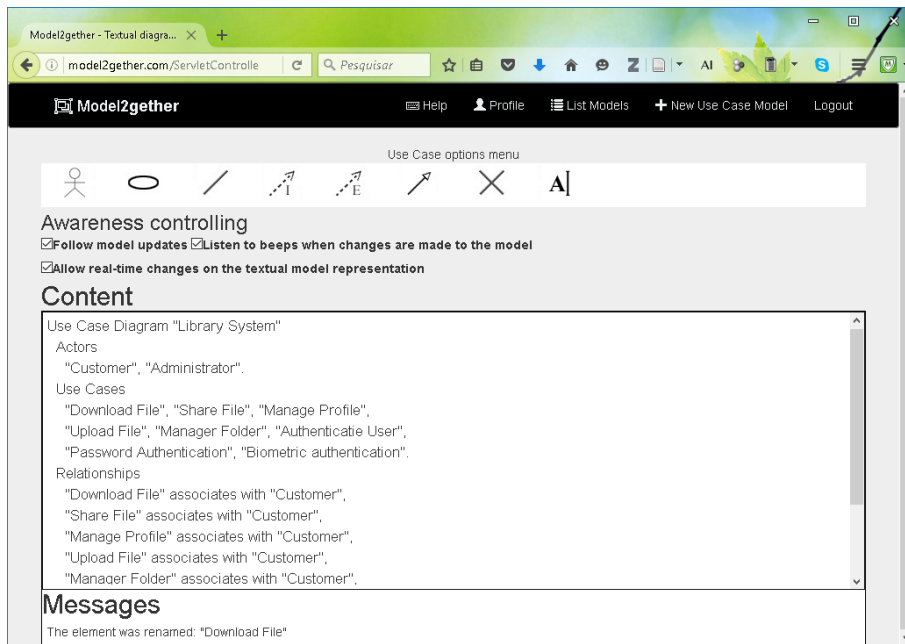 Model2gether - Textual diagra...
model2gether.com/ServletControlle
Pesquisar
Model2gether
Help
Profile
List Models
New Use Case Model
Logout
Use Case options menu
I
E
A
Awareness controlling
Follow model updates Listen to beeps when changes are made to the model
Allow real-time changes on the textual model representation
Content
Use Case Diagram "Library System"
Actors
"Customer", "Administrator".
Use Cases
"Download File", "Share File", "Manage Profile",
"Upload File", "Manager Folder", "Authenticatie User",
"Password Authentication", "Biometric authentication".
Relationships
"Download File" associates with "Customer",
"Share File" associates with "Customer",
"Manage Profile" associates with "Customer",
"Upload File" associates with "Customer",
"Manager Folder" associates with "Customer",
Messages
The element was renamed: "Download File"